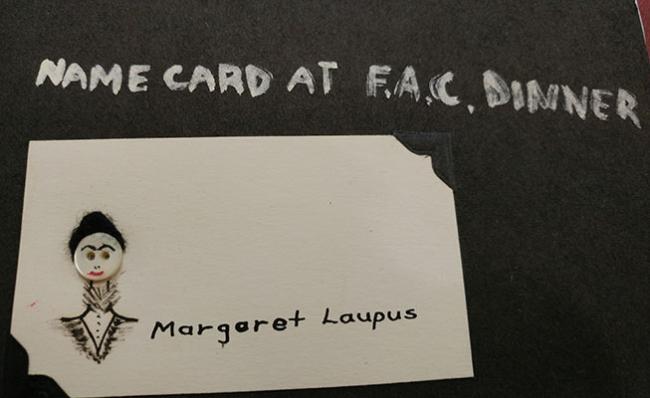 NAME CARD AT F.A.C. DINNER
Margaret Laupus